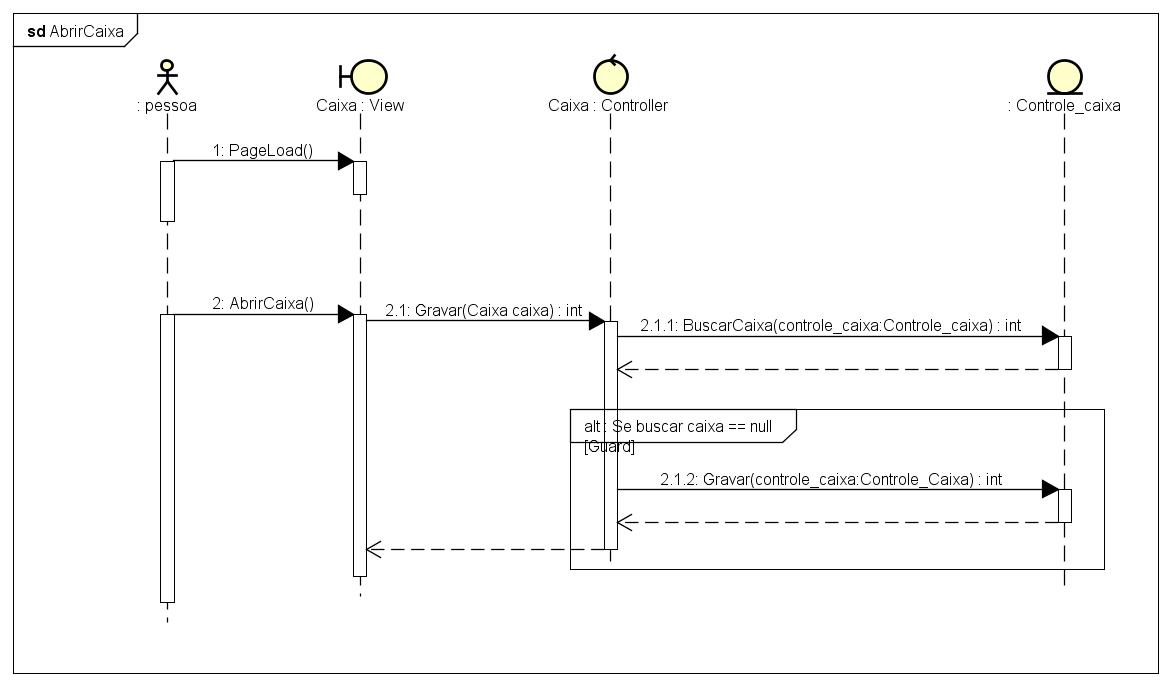 sd AbrirCaixa
: pessoa
Caixa : View
Caixa : Controller
: Controle_caixa
1: PageLoad()
2: AbrirCaixa()
2.1: Gravar(Caixa caixa) : int
2.1.1: BuscarCaixa(controle_caixa:Controle_caixa) : int
alt : Se buscar caixa == null
[Guard]
2.1.2: Gravar(controle_caixa:Controle_Caixa) : int